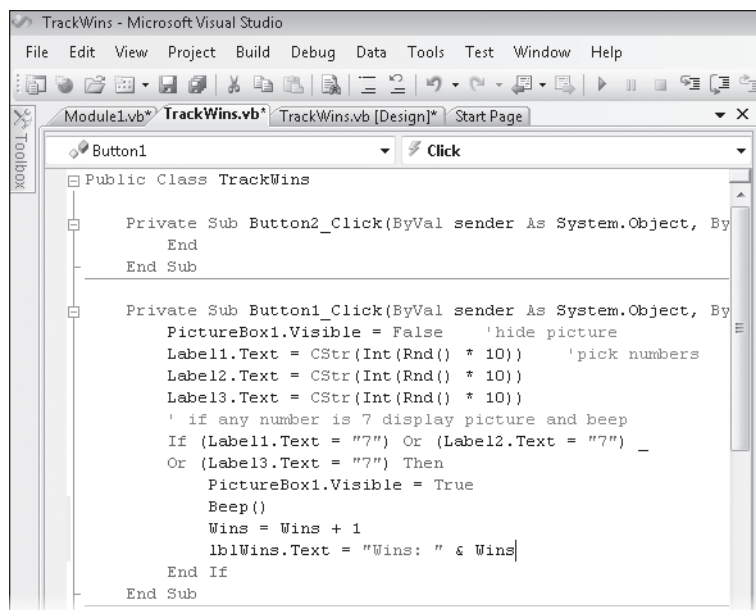 TrackWins - Microsoft Visual Studio
File Edit View Project Build Debug Data Tools Test Window Help
Toolbox
Module1.vb* TrackWins.vb* TrackWins.vb [Design]* Start Page
Button1 Click
Public Class TrackWins
Private Sub Button2_Click(ByVal sender As System.Object, By
End
End Sub
Private Sub Button1_Click(ByVal sender As System.Object, By
PictureBox1.Visible = False 'hide picture
Label1.Text = CStr(Int(Rnd() * 10)) 'pick numbers
Label2.Text = CStr(Int(Rnd() * 10))
Label3.Text = CStr(Int(Rnd() * 10))
' if any number is 7 display picture and beep
If (Label1.Text = "7") Or (Label2.Text = "7") _
Or (Label3.Text = "7") Then
PictureBox1.Visible = True
Beep()
Wins = Wins + 1
lblWins.Text = "Wins: " & Wins
End If
End Sub